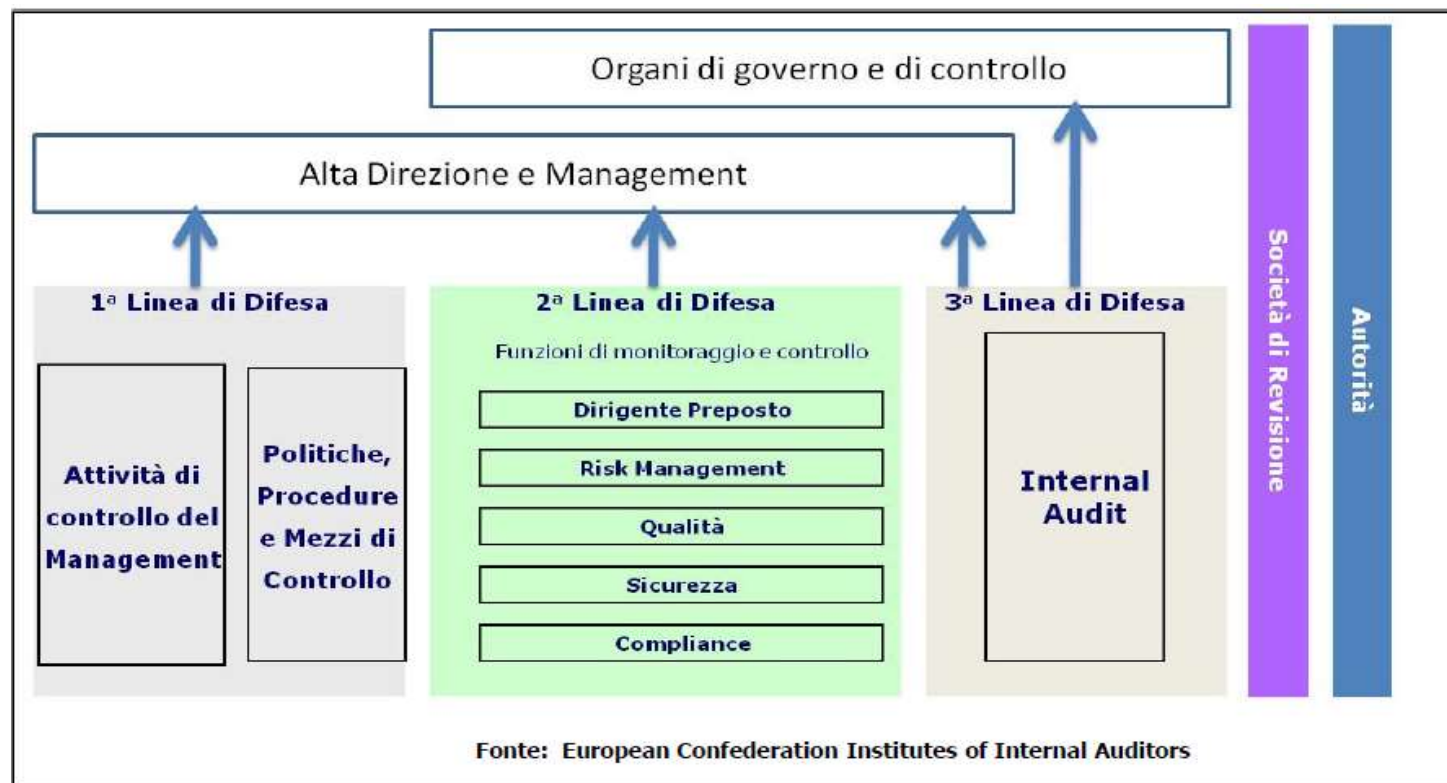 Organi di governo e di controllo
Alta Direzione e Management
1ª Linea di Difesa
Attività di
controllo del
Management
Politiche,
Procedure
e Mezzi di
Controllo
2ª Linea di Difesa
Funzioni di monitoraggio e controllo
Dirigente Preposto
Risk Management
Qualità
Sicurezza
Compliance
3ª Linea di Difesa
Internal
Audit
Società di Revisione
Autorità
Fonte: European Confederation Institutes of Internal Auditors